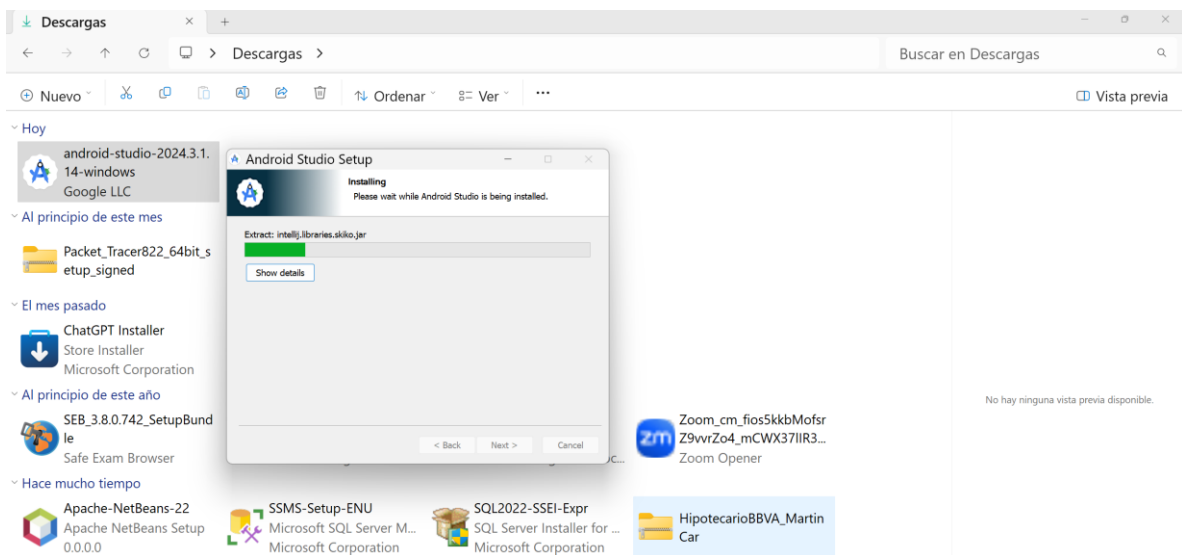 Descargas
Descargas
Buscar en Descargas
Nuevo
Ordenar
Ver
Vista previa
Hoy
android-studio-2024.3.1.
14-windows
Google LLC
Al principio de este mes
Packet_Tracer822_64bit_s
etup_signed
El mes pasado
ChatGPT Installer
Store Installer
Microsoft Corporation
Al principio de este año
SEB_3.8.0.742_SetupBund
le
Safe Exam Browser
Android Studio Setup
Installing
Please wait while Android Studio is being installed.
Extract: intellij.libraries.skiko.jar
Show details
< Back
Next >
Cancel
Zoom_cm_fios5kkbMofsr
Zoom Opener
No hay ninguna vista previa disponible.
Hace mucho tiempo
Apache-NetBeans-22
Apache NetBeans Setup
0.0.0.0
SSMS-Setup-ENU
Microsoft SQL Server M...
Microsoft Corporation
SQL2022-SSEI-Expr
SQL Server Installer for ...
Microsoft Corporation
HipotecarioBBVA_Martin
Car